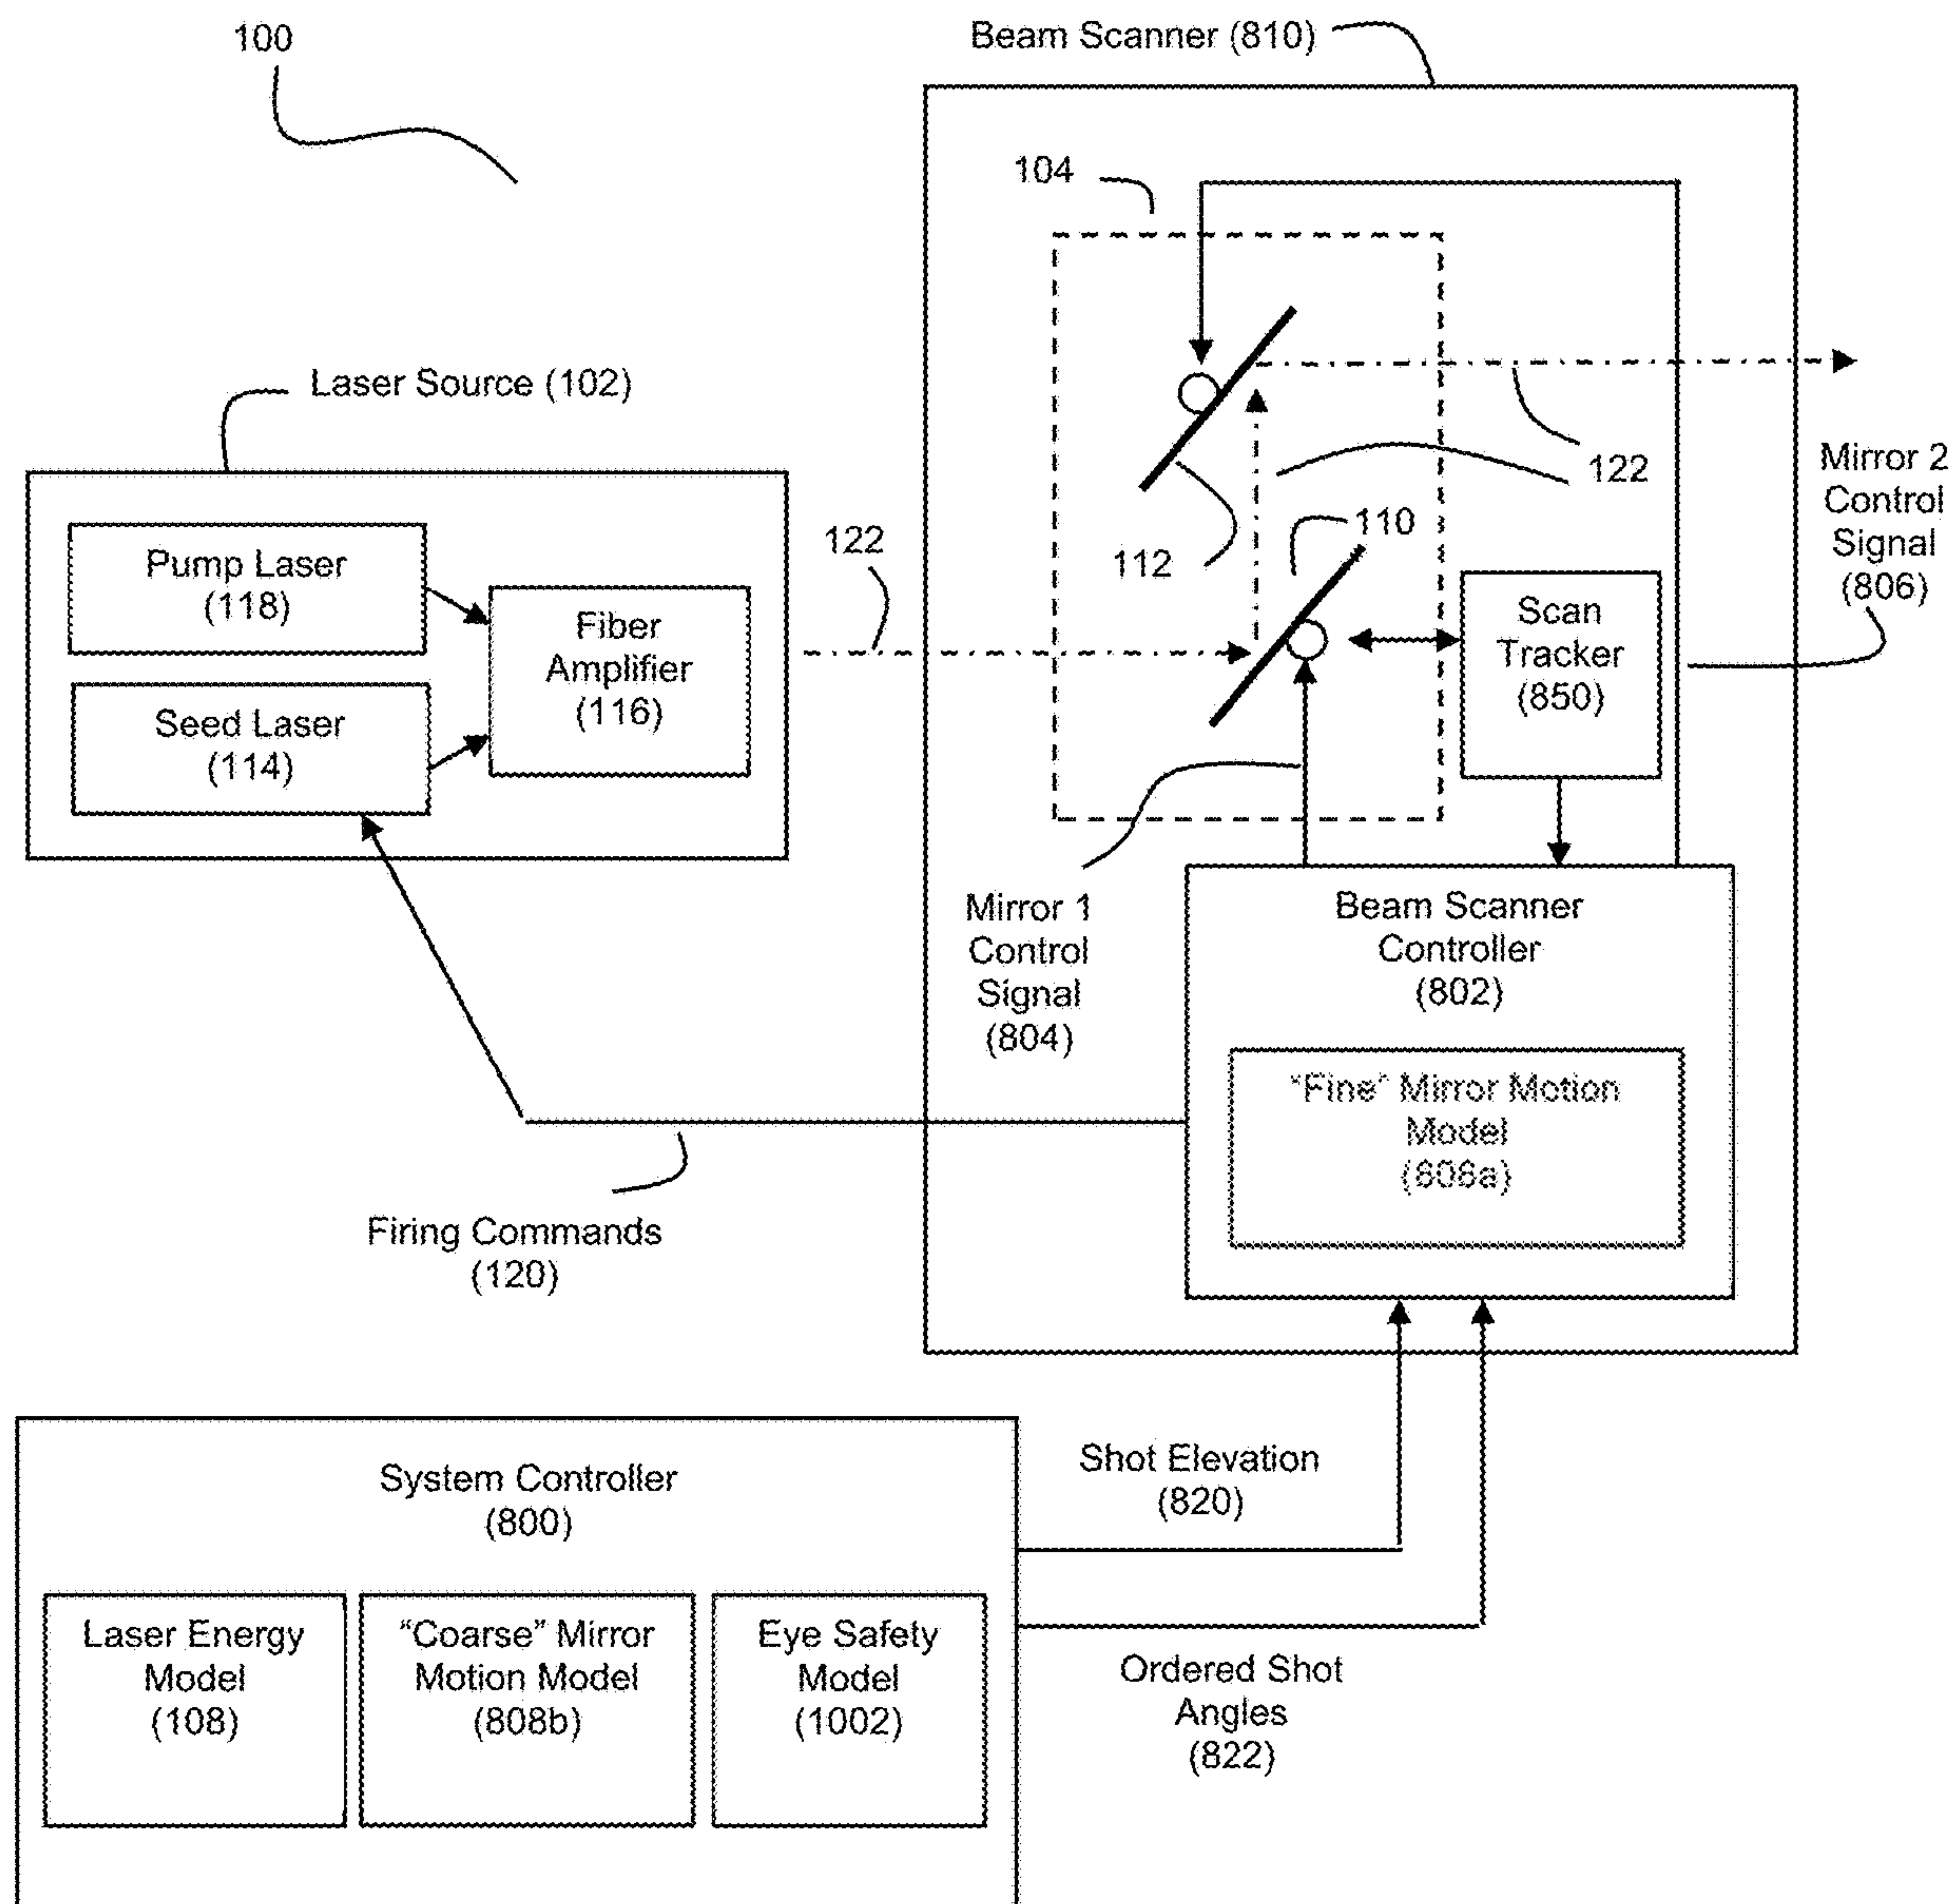 100
Beam Scanner (810)
104
Laser Source (102)
Pump Laser
(118)
Seed Laser
(114)
Fiber
Amplifier
(116)
122
112
110
122
Mirror 2
Control
Signal
(806)
Scan
Tracker
(850)
Mirror 1
Control
Signal
(804)
Beam Scanner
Controller
(802)
"Fine" Mirror Motion
Model
(808a)
Firing Commands
(120)
System Controller
(800)
Laser Energy
Model
(108)
“Coarse” Mirror
Motion Model
(808b)
Eye Safety
Model
(1002)
Shot Elevation
(820)
Ordered Shot
Angles
(822)